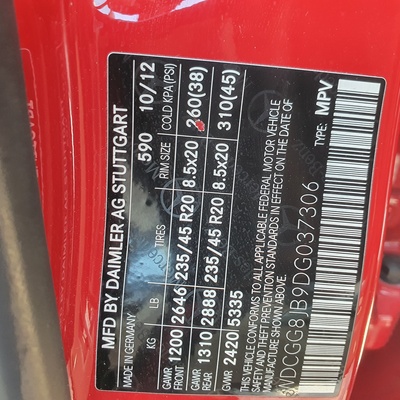 MFD BY DAIMLER AG STUTTGART
MADE IN GERMANY 590 10/12
KG LB TIRES RIM SIZE COLD KPA (PSI)
GAWR FRONT 1200 2646 235/45 R20 8.5x20 260(38)
GAWR REAR 1310 2888 235/45 R20 8.5x20 310(45)
GVWR 2420 5335
THIS VEHICLE CONFORMS TO ALL APPLICABLE FEDERAL MOTOR VEHICLE
SAFETY STANDARDS IN EFFECT ON THE DATE OF MANUFACTURE SHOWN ABOVE.
WDCGG8JB9DG037306 TYPE: MPV